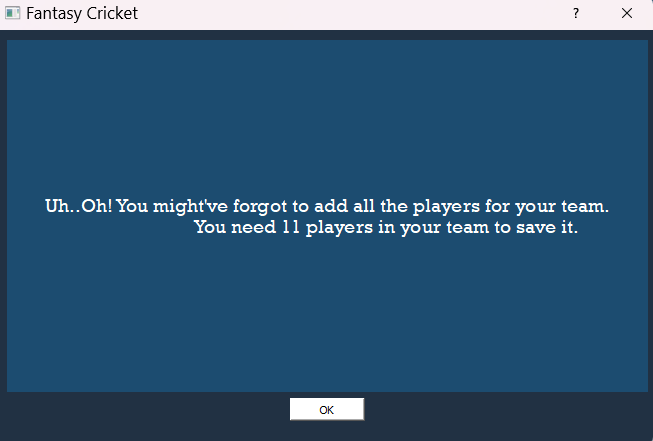 Fantasy Cricket
?
Uh..Oh! You might've forgot to add all the players for your team.
You need 11 players in your team to save it.
OK